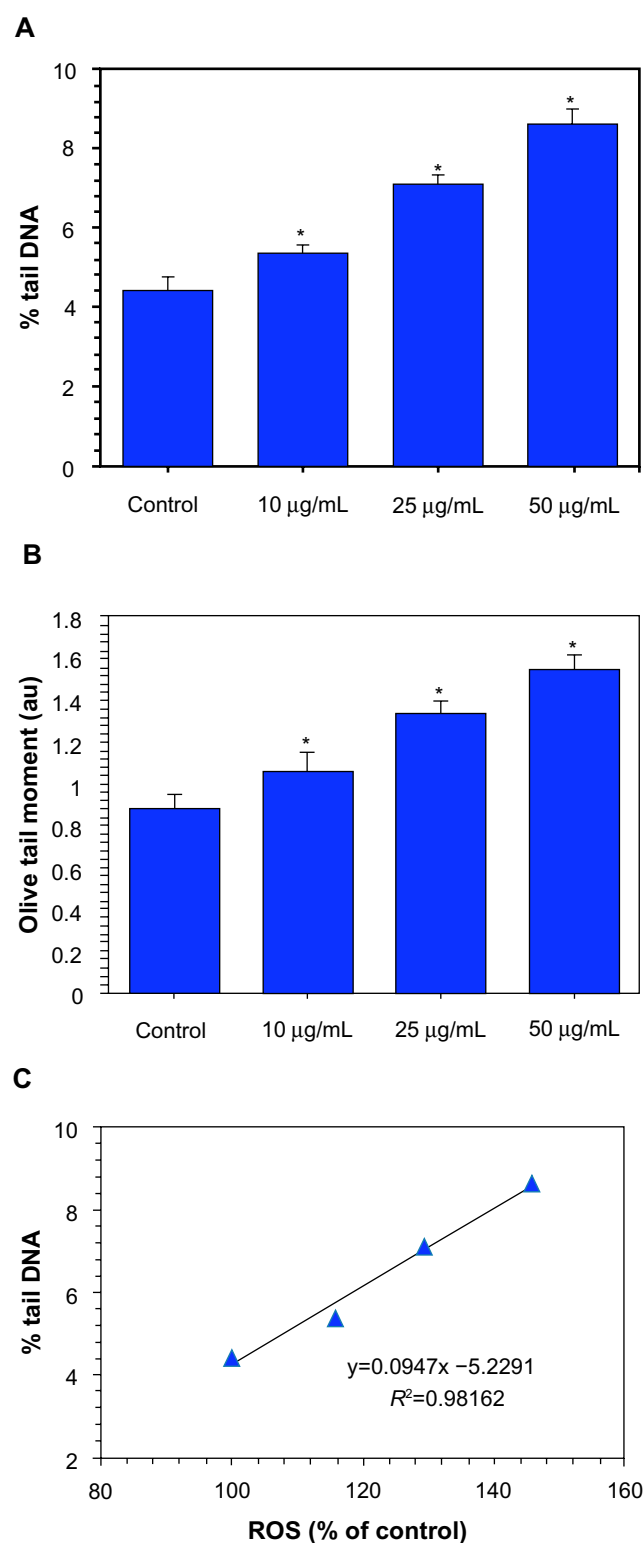 A
10
8
6
4
2
0
% tail DNA
* * *
Control 10 µg/mL 25 µg/mL 50 µg/mL
B
1.8
1.6
1.4
1.2
1
0.8
0.6
0.4
0.2
0
Olive tail moment (au)
* * *
Control 10 µg/mL 25 µg/mL 50 µg/mL
C
10
8
6
4
2
% tail DNA
y=0.0947x −5.2291
R²=0.98162
80 100 120 140 160
ROS (% of control)